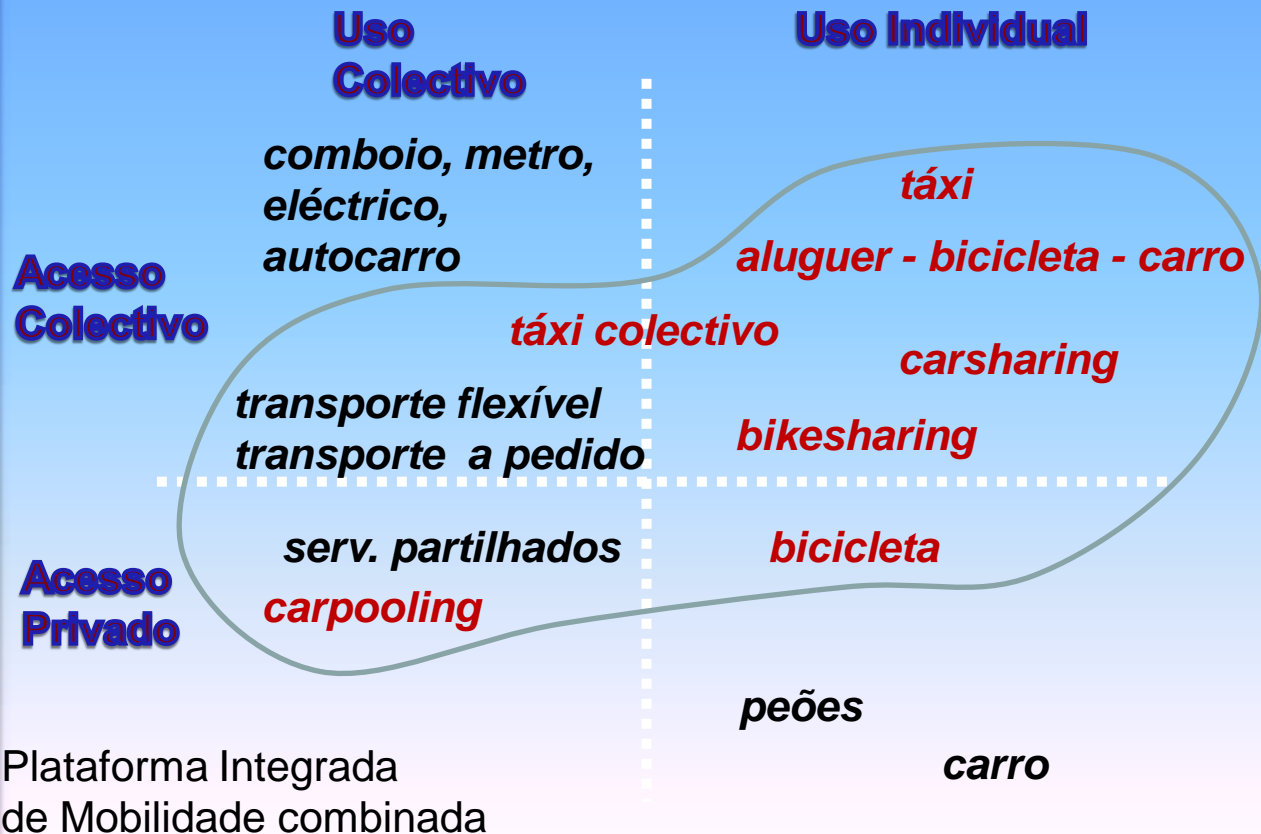 Uso
Colectivo
Uso Individual
comboio, metro,
eléctrico,
autocarro
táxi
aluguer - bicicleta - carro
Acesso
Colectivo
táxi colectivo
carsharing
transporte flexível
transporte a pedido
bikesharing
serv. partilhados
bicicleta
Acesso
Privado
carpooling
peões
carro
Plataforma Integrada
de Mobilidade combinada